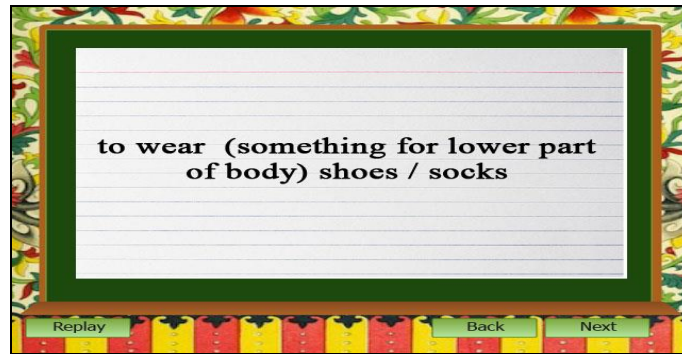 to wear  (something for lower part
of body) shoes / socks
Replay
Back
Next